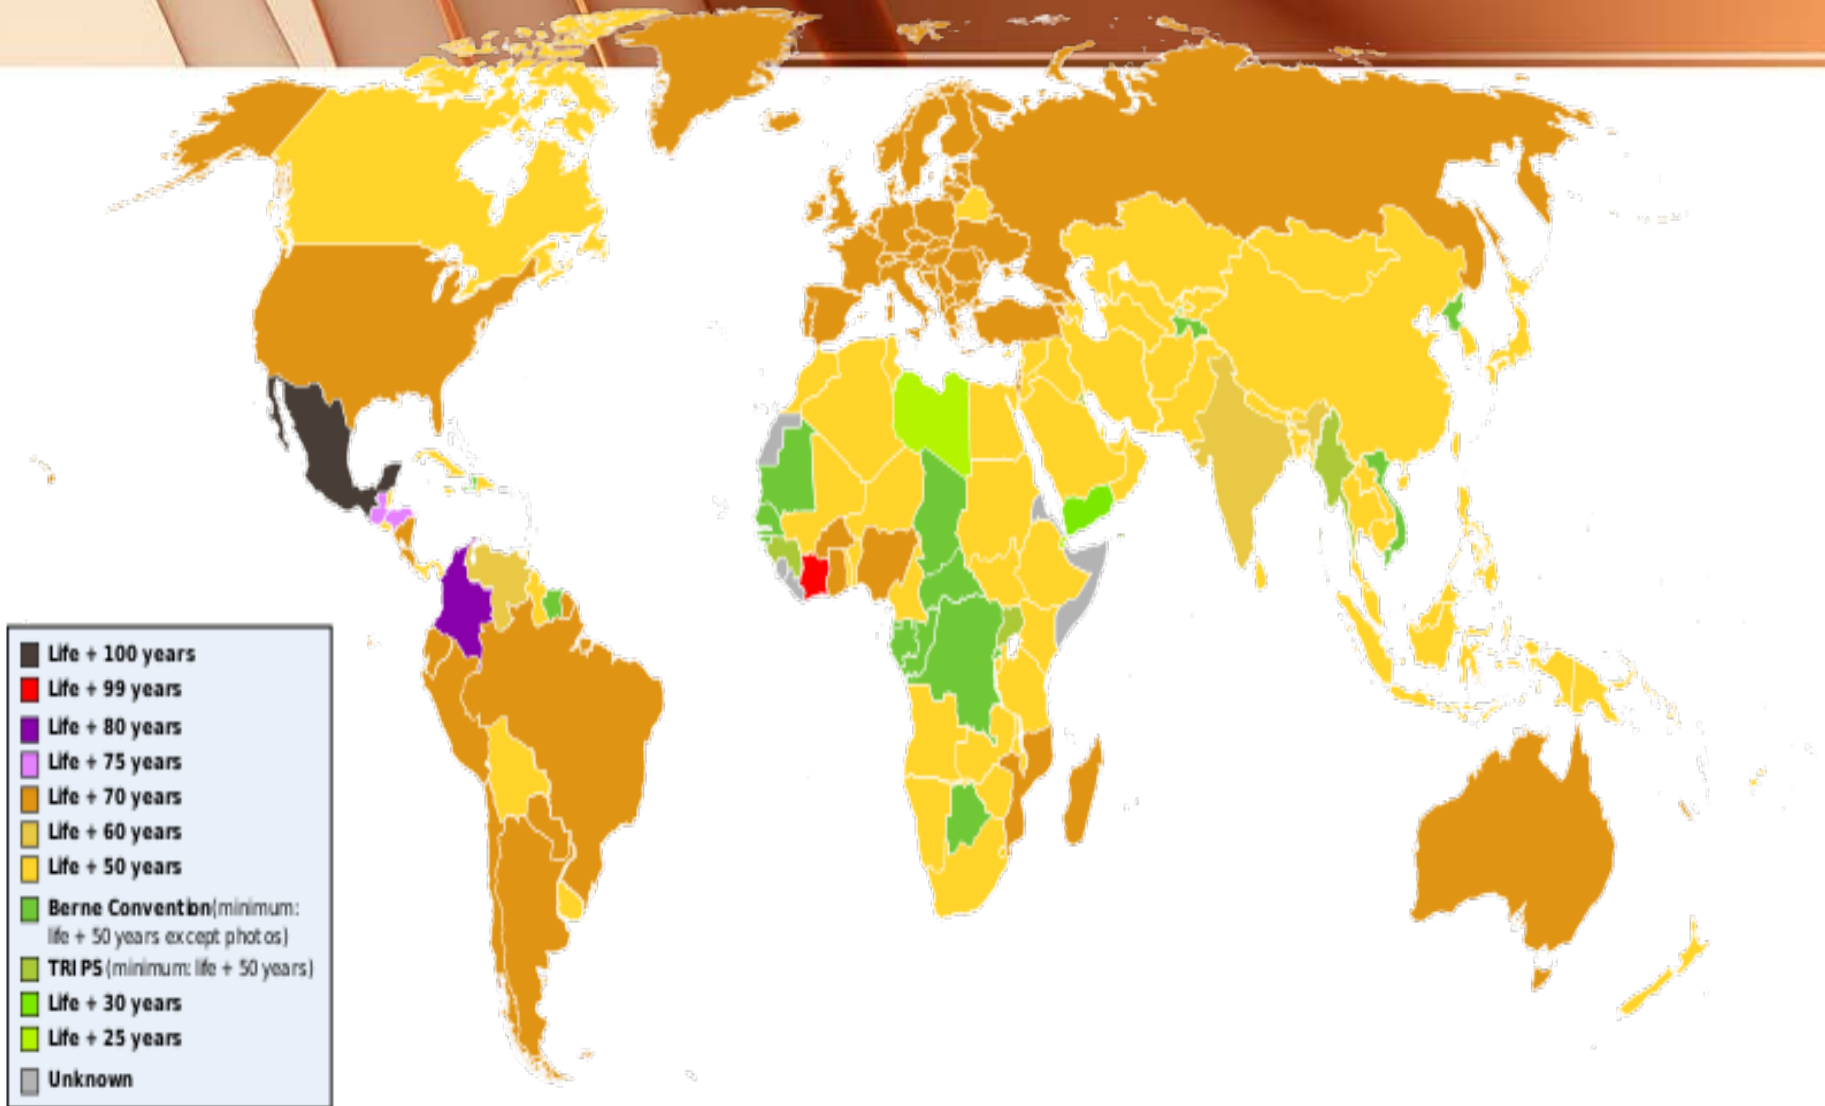 Life + 100 years
Life + 99 years
Life + 80 years
Life + 75 years
Life + 70 years
Life + 60 years
Life + 50 years
Berne Convention(minimum:
life + 50 years except photos)
TRIPS(minimum: life + 50 years)
Life + 30 years
Life + 25 years
Unknown